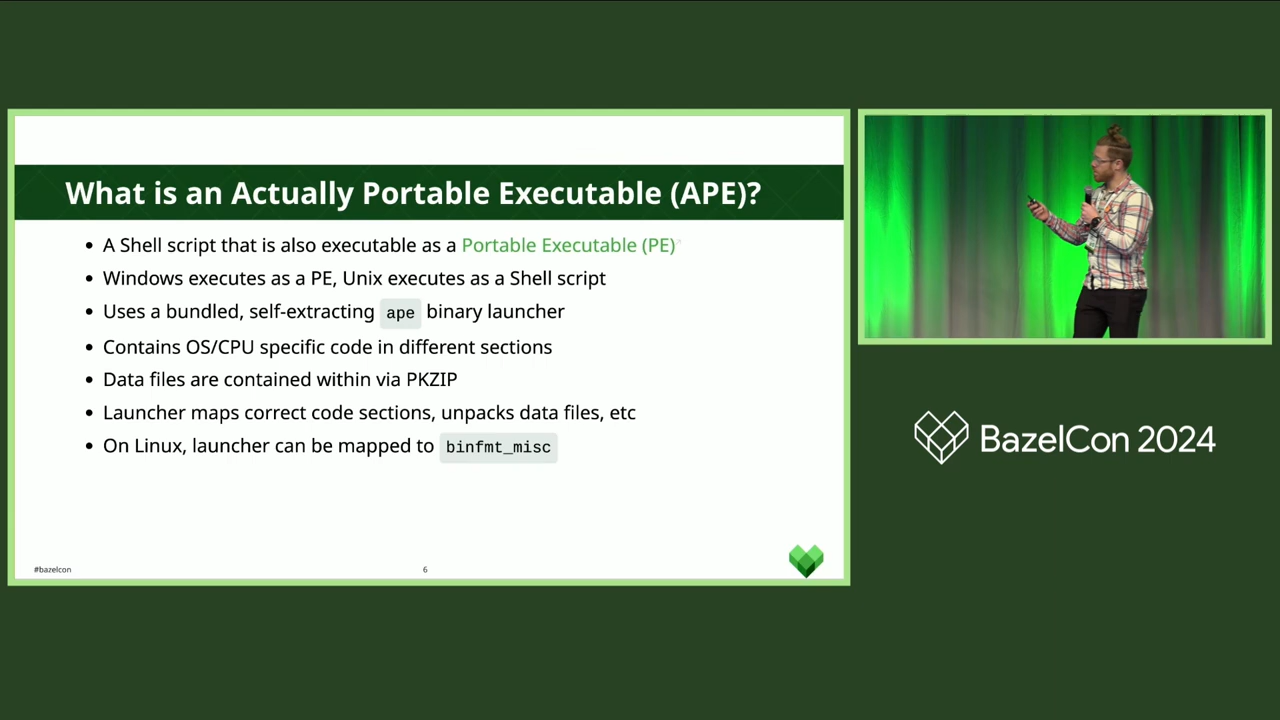 What is an Actually Portable Executable (APE)?
A Shell script that is also executable as a Portable Executable (PE)
Windows executes as a PE, Unix executes as a Shell script
Uses a bundled, self-extracting ape binary launcher
Contains OS/CPU specific code in different sections
Data files are contained within via PKZIP
Launcher maps correct code sections, unpacks data files, etc
On Linux, launcher can be mapped to binfmt_misc
#bazelcon
6
BazelCon 2024